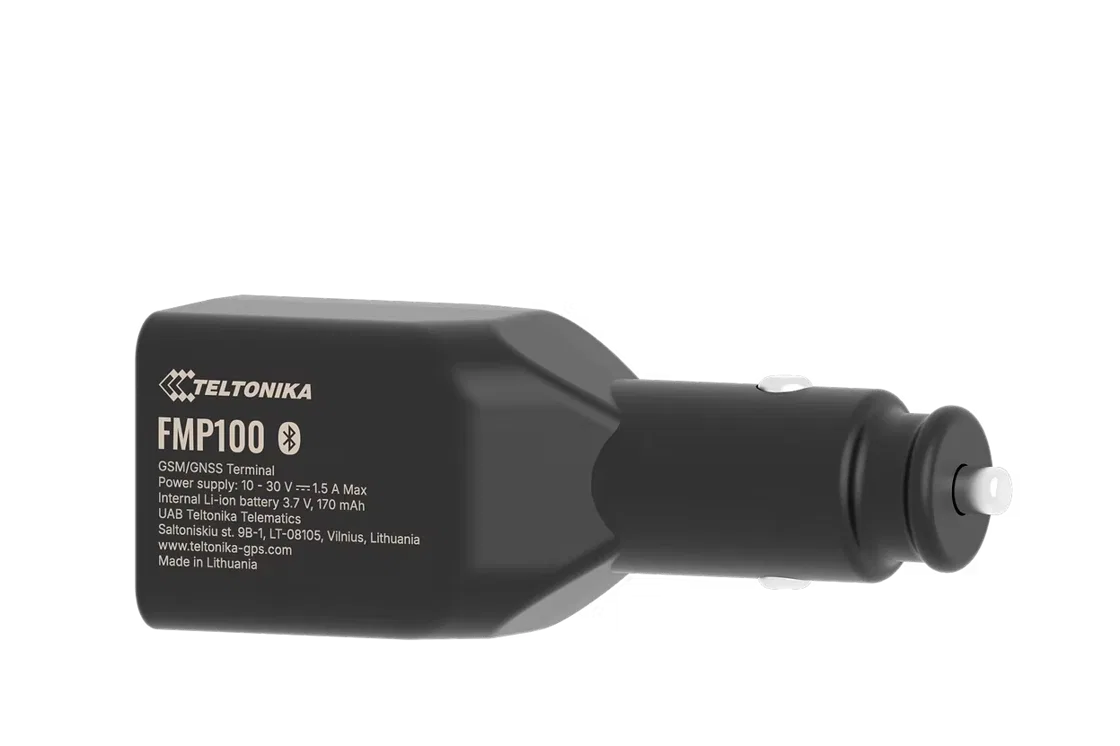 TELTONIKA
FMP100
GSM/GNSS Terminal
Power supply: 10 - 30 V ⎓ 1.5 A Max
Internal Li-ion battery 3.7 V, 170 mAh
UAB Teltonika Telematics
Saltoniskiu st. 9B-1, LT-08105, Vilnius, Lithuania
www.teltonika-gps.com
Made in Lithuania